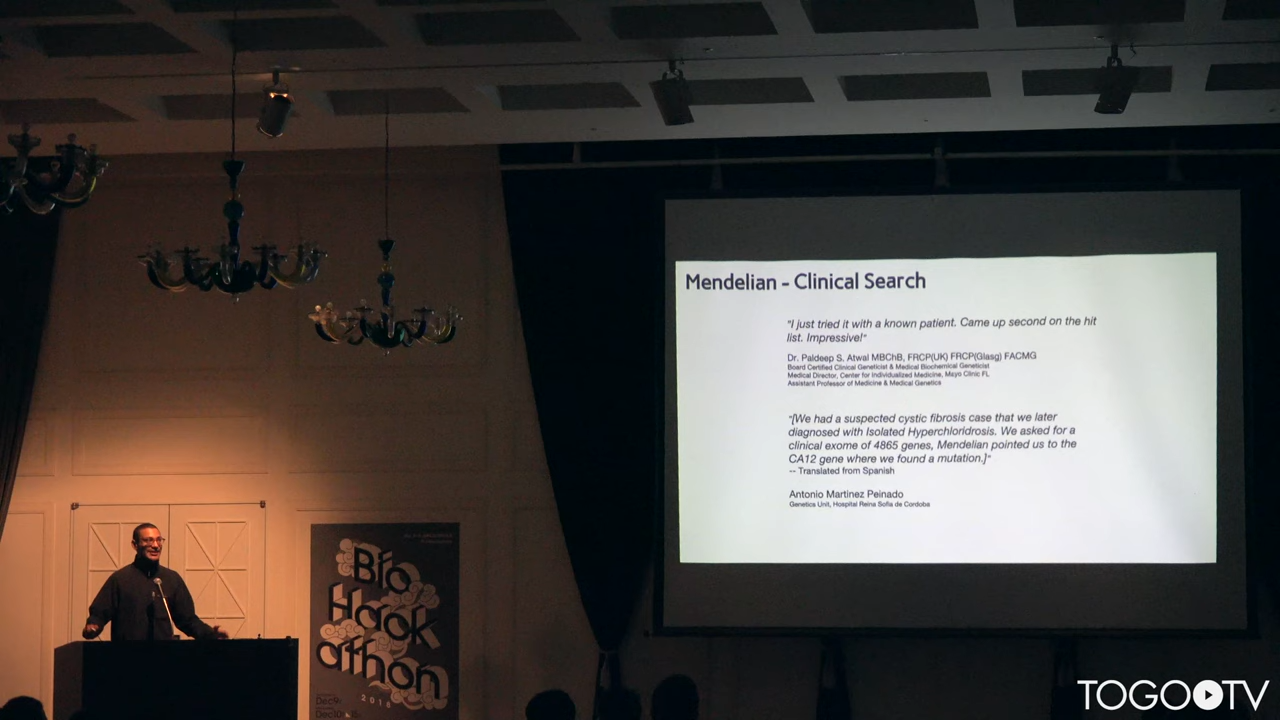 Mendelian - Clinical Search
"I just tried it with a known patient. Came up second on the hit
list. Impressive!"
Dr. Paldeep S. Atwal MBChB, FRCP(UK) FRCP(Glasg) FACMG
Board Certified Clinical Geneticist & Medical Biochemical Geneticist
Medical Director, Center for Individualized Medicine, Mayo Clinic FL
Assistant Professor of Medicine & Medical Genetics
"[We had a suspected cystic fibrosis case that we later
diagnosed with Isolated Hyperchloridrosis. We asked for a
clinical exome of 4865 genes, Mendelian pointed us to the
CA12 gene where we found a mutation.]"
-- Translated from Spanish
Antonio Martinez Peinado
Genetics Unit, Hospital Reina Sofia de Cordoba
Bio
Hack
athon
2018
Dec9
Dec10
TOGOTV